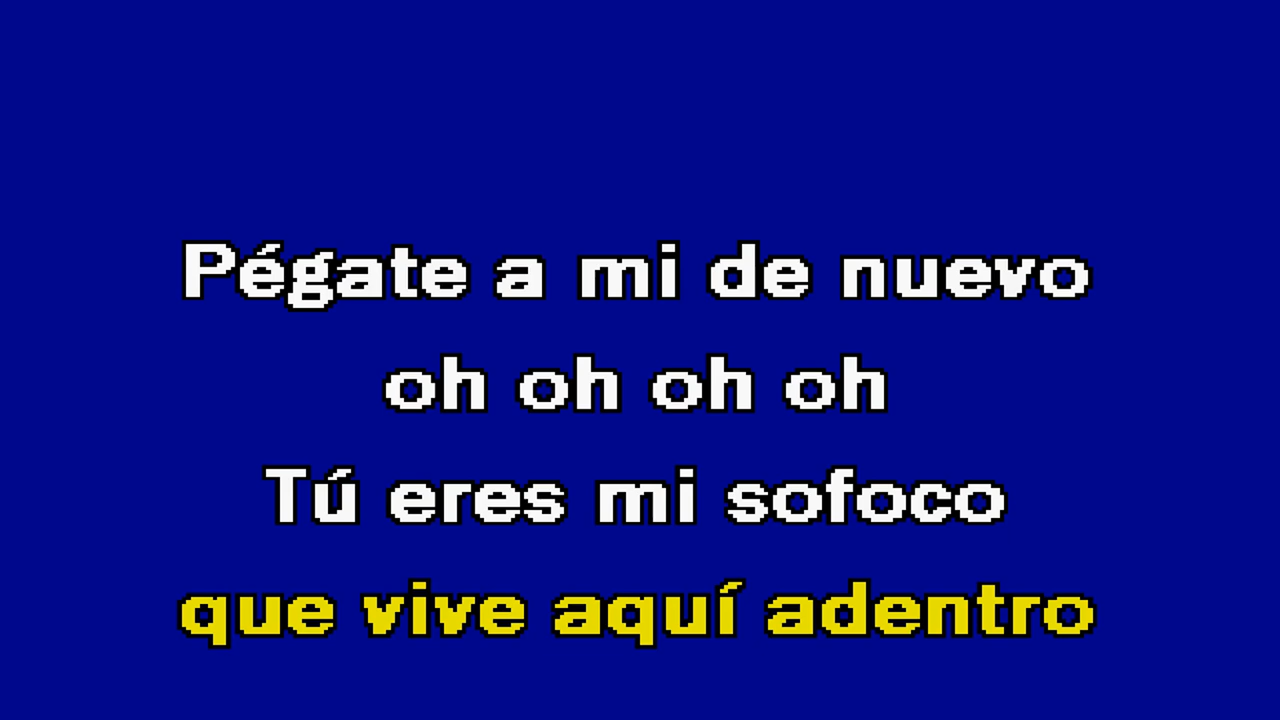 Pégate a mi de nuevo
oh oh oh oh
Tú eres mi sofoco
que vive aquí adentro